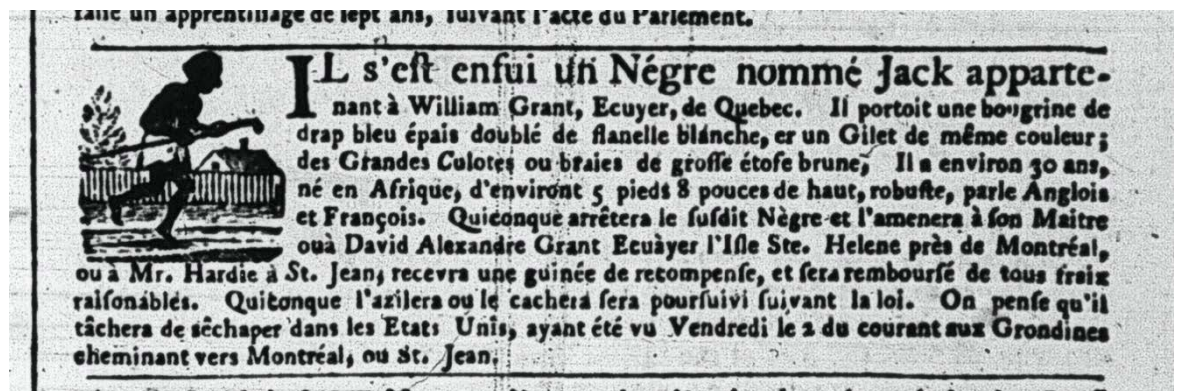 faire un apprentissage de sept ans, suivant l'acte du Parlement.
IL s'est enfui un Négre nommé Jack apparte-
nant à William Grant, Ecuyer, de Quebec. Il portoit une bougrine de
drap bleu épais doublé de flanelle blanche, er un Gilet de même couleur;
des Grandes Culotes ou braies de grosse étofe brune; Il a environ 30 ans,
né en Afrique, d'environt 5 pieds 8 pouces de haut, robuste, parle Anglois
et François. Quiconque arrêtera le susdit Nègre et l'amenera à son Maitre
ouà David Alexandre Grant Ecuàyer l'Isle Ste. Helene près de Montréal,
ou à Mr. Hardie à St. Jean, recevra une guinée de recompense, et sera remboursé de tous fraix
raisonàbles. Quiconque l'azilera ou le cachera sera poursuivi suivant la loi. On pense qu'il
tâchera de sêchaper dans les Etats Unis, ayant été vu Vendredi le 2 du courant aux Grondines
cheminant vers Montréal, ou St. Jean.